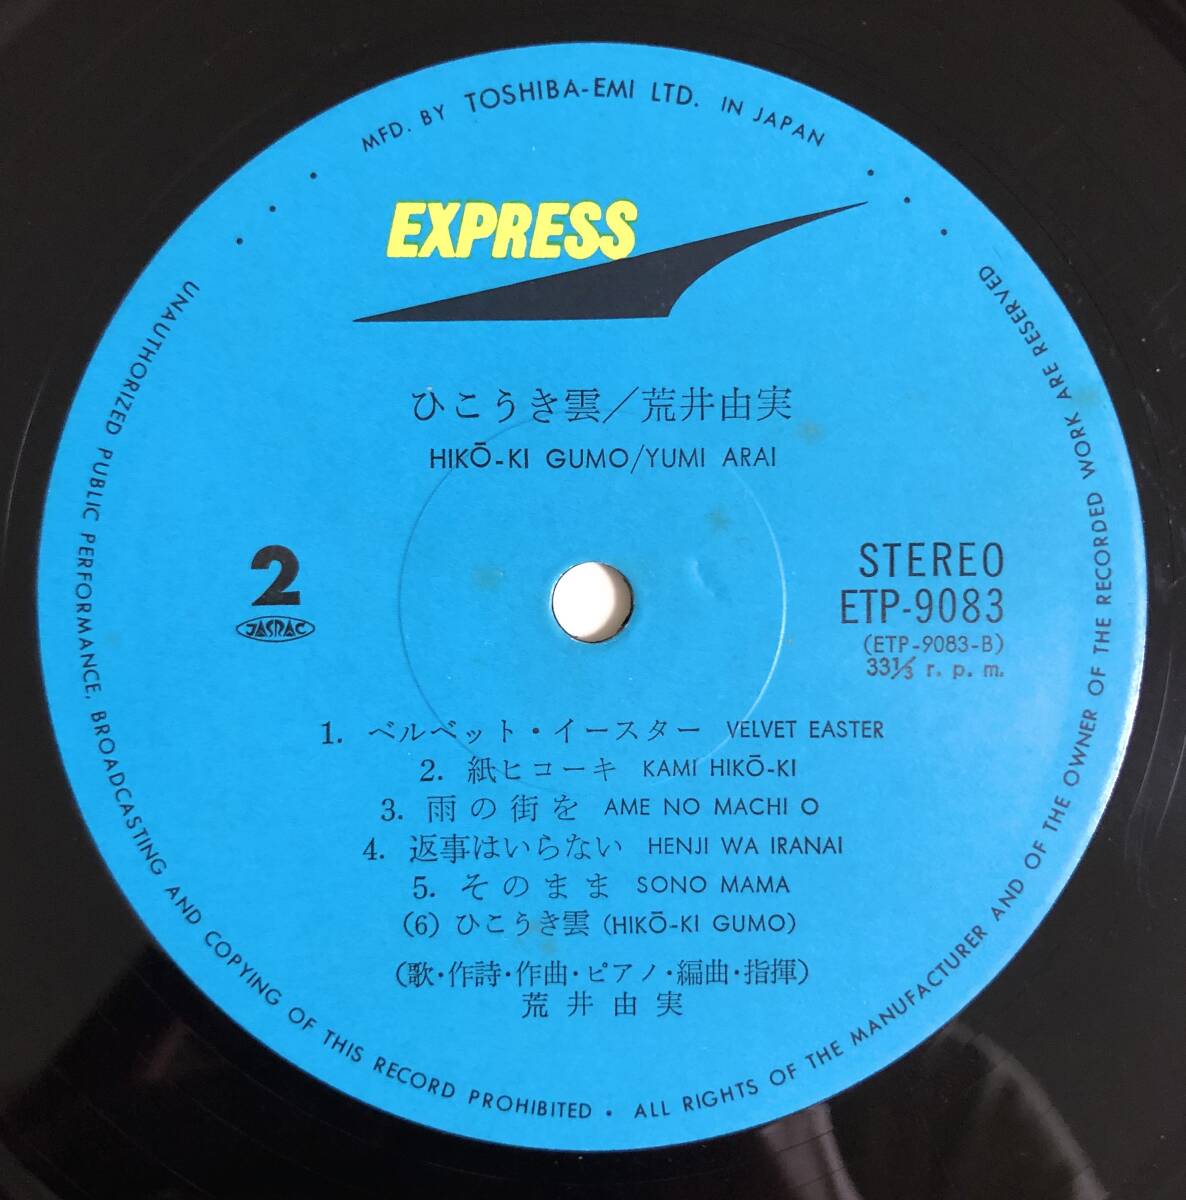 MFD. BY TOSHIBA-EMI LTD. IN JAPAN
EXPRESS
ひこうき雲/荒井由実
HIKŌ-KI GUMO/YUMI ARAI
2
JASRAC
STEREO
ETP-9083
(ETP-9083-B)
33⅓ r. p. m.
1. ベルベット・イースター VELVET EASTER
2. 紙ヒコーキ KAMI HIKŌ-KI
3. 雨の街を AME NO MACHI O
4. 返事はいらない HENJI WA IRANAI
5. そのまま SONO MAMA
(6) ひこうき雲 (HIKŌ-KI GUMO)
(歌・作詩・作曲・ピアノ・編曲・指揮)
荒井由実
UNAUTHORIZED PUBLIC PERFORMANCE, BROADCASTING AND COPYING OF THIS RECORD PROHIBITED • ALL RIGHTS OF THE MANUFACTURER AND OF THE OWNER OF THE RECORDED WORK ARE RESERVED